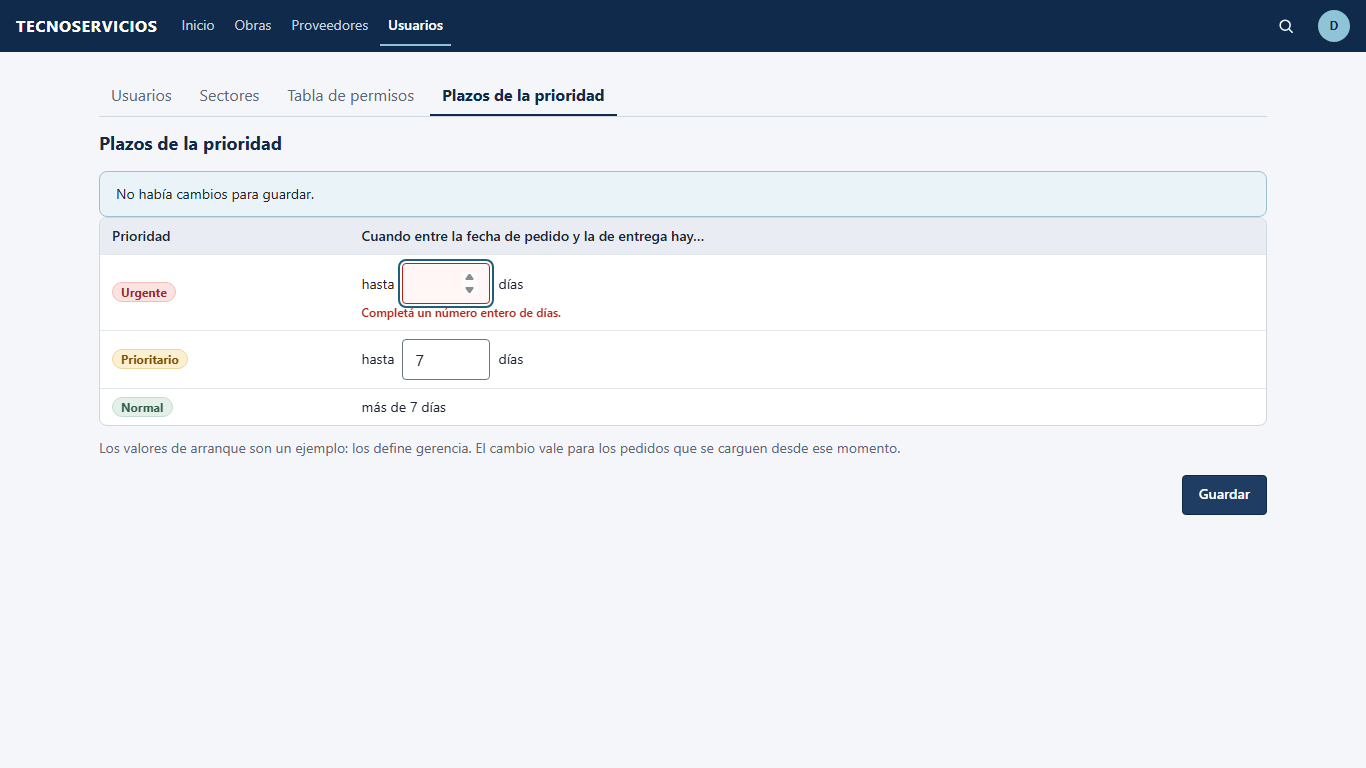 TECNOSERVICIOS Inicio Obras Proveedores Usuarios D
Usuarios Sectores Tabla de permisos Plazos de la prioridad
Plazos de la prioridad
No había cambios para guardar.
Prioridad Cuando entre la fecha de pedido y la de entrega hay...
Urgente hasta días
Completá un número entero de días.
Prioritario hasta 7 días
Normal más de 7 días
Los valores de arranque son un ejemplo: los define gerencia. El cambio vale para los pedidos que se carguen desde ese momento.
Guardar